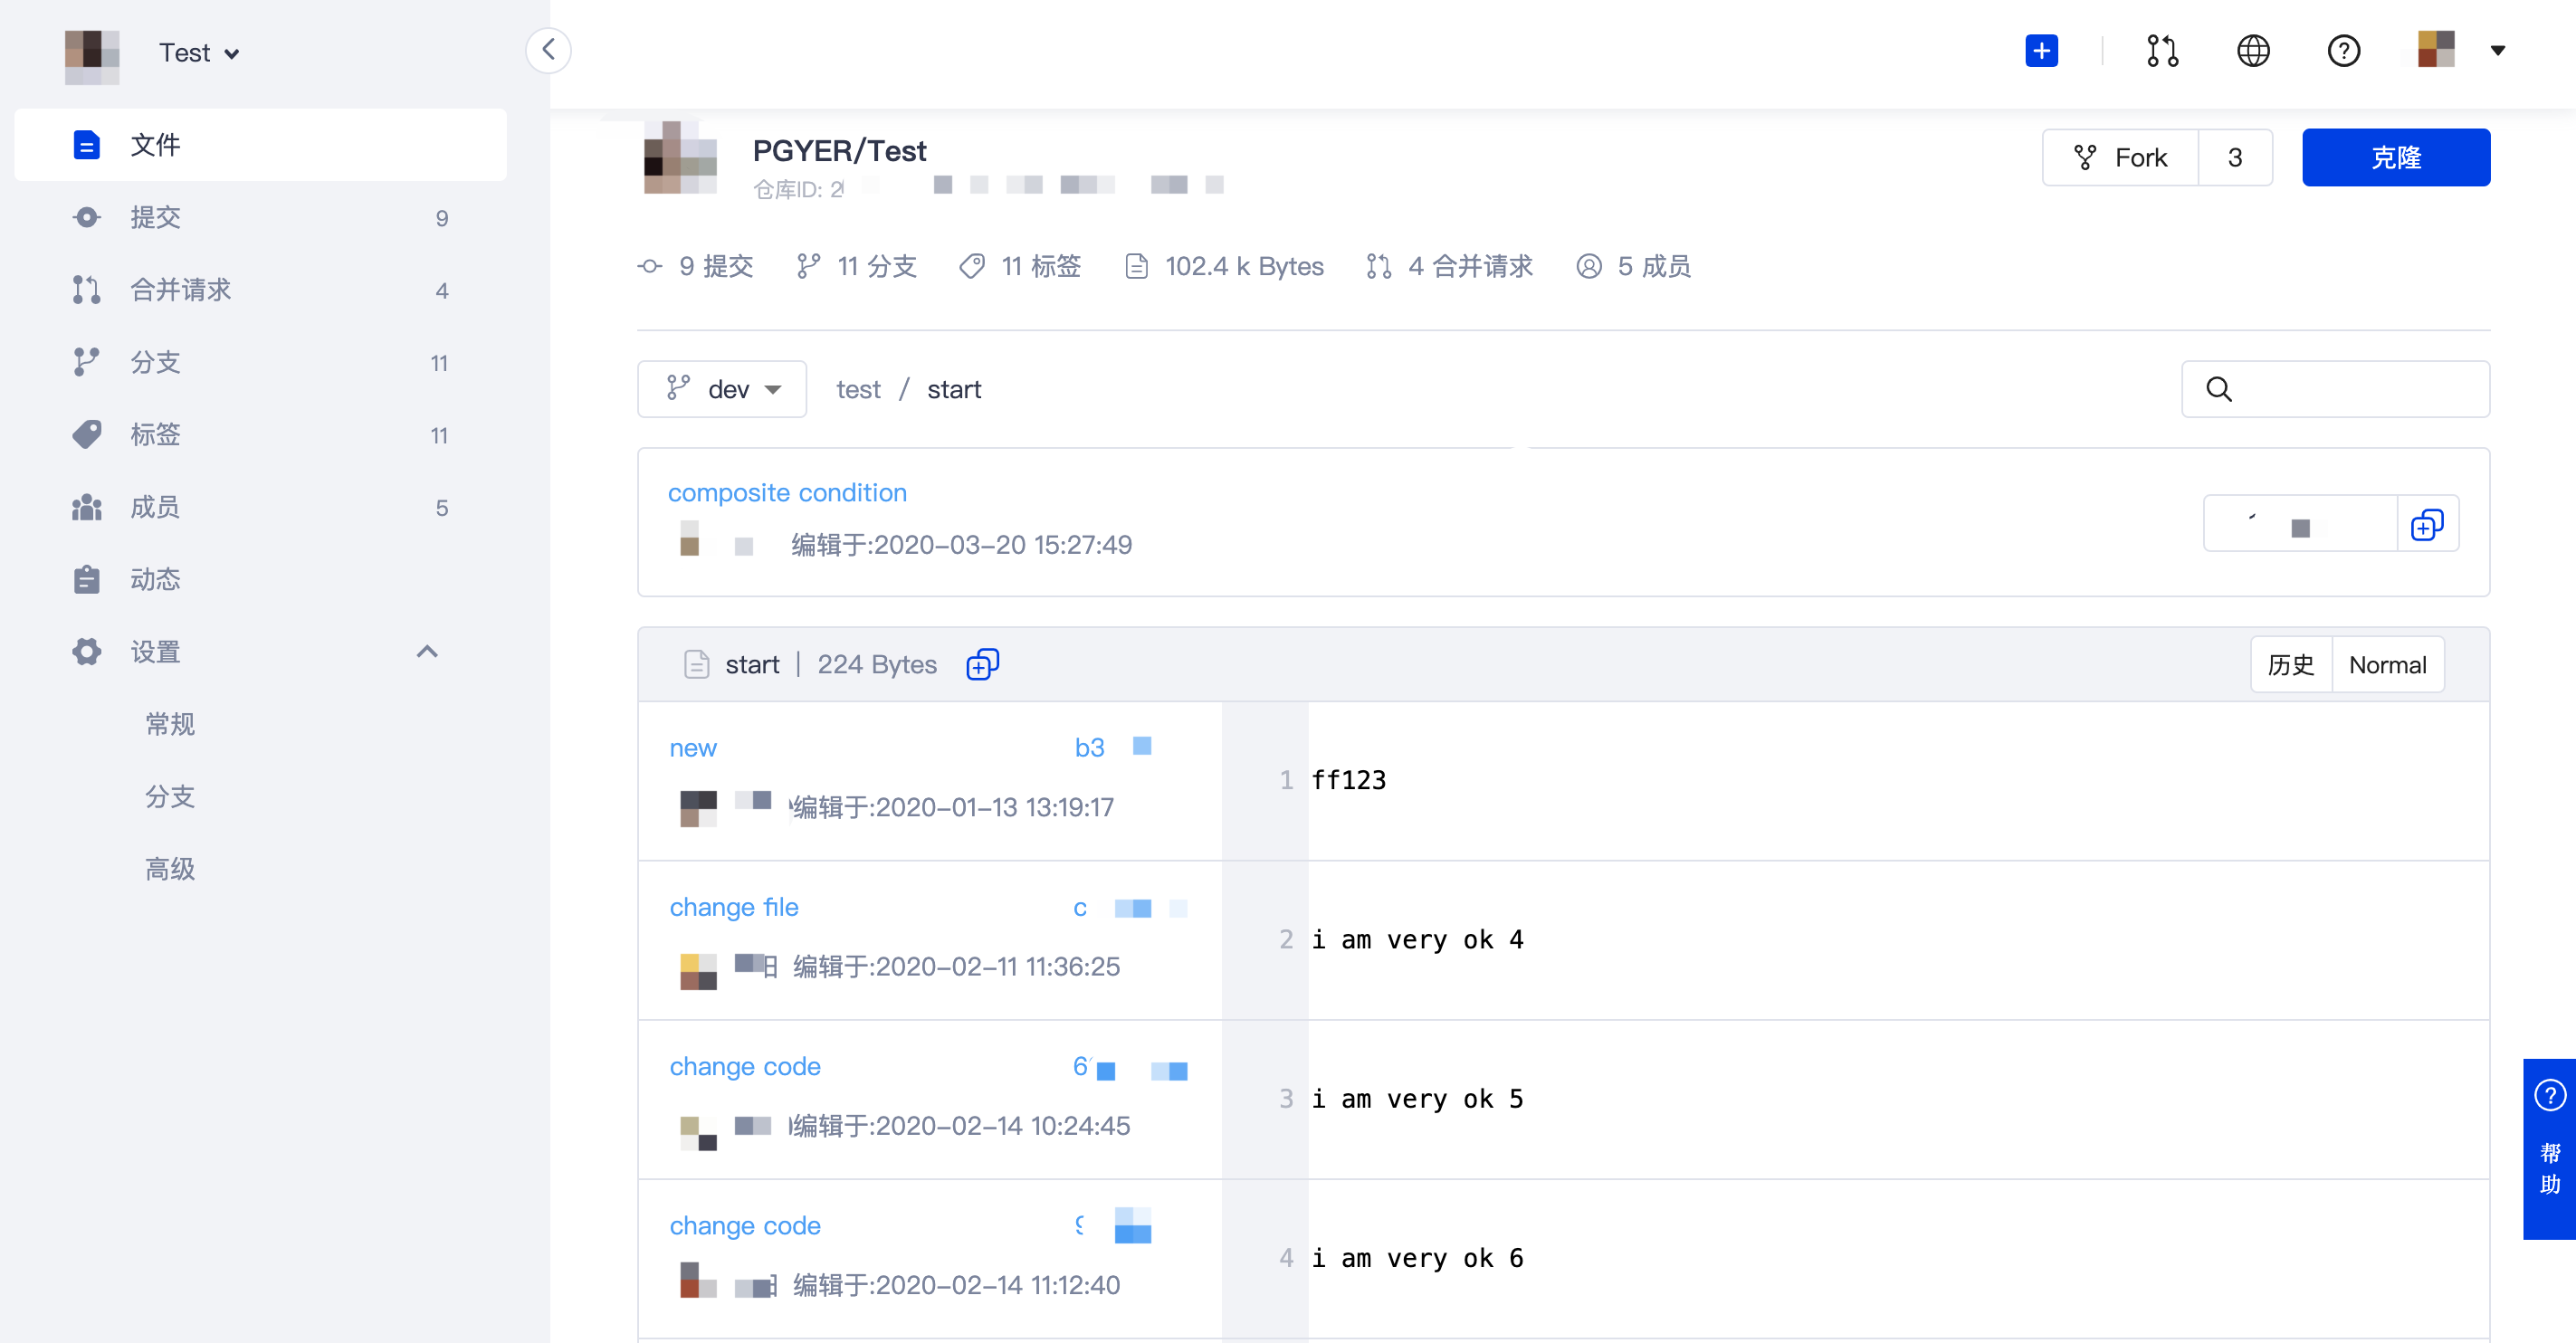 Test
文件
提交 9
合并请求 4
分支 11
标签 11
成员 5
动态
设置
常规
分支
高级
PGYER/Test
仓库ID: 2
Fork 3
克隆
9 提交 11 分支 11 标签 102.4 k Bytes 4 合并请求 5 成员
dev test / start
composite condition
编辑于:2020-03-20 15:27:49
start | 224 Bytes
历史 Normal
new b3
编辑于:2020-01-13 13:19:17
1 ff123
change file c
编辑于:2020-02-11 11:36:25
2 i am very ok 4
change code 6
编辑于:2020-02-14 10:24:45
3 i am very ok 5
change code
编辑于:2020-02-14 11:12:40
4 i am very ok 6
帮
助